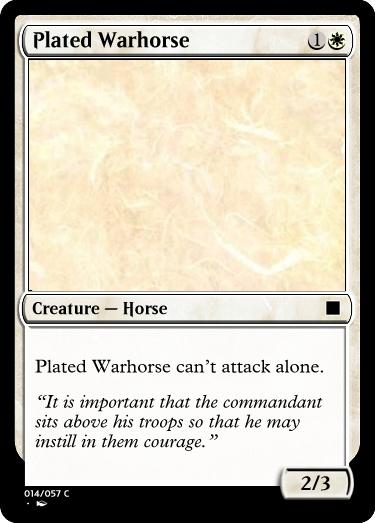 Plated Warhorse 1
Creature — Horse
Plated Warhorse can't attack alone.
"It is important that the commandant
sits above his troops so that he may
instill in them courage."
2/3
014/057 C